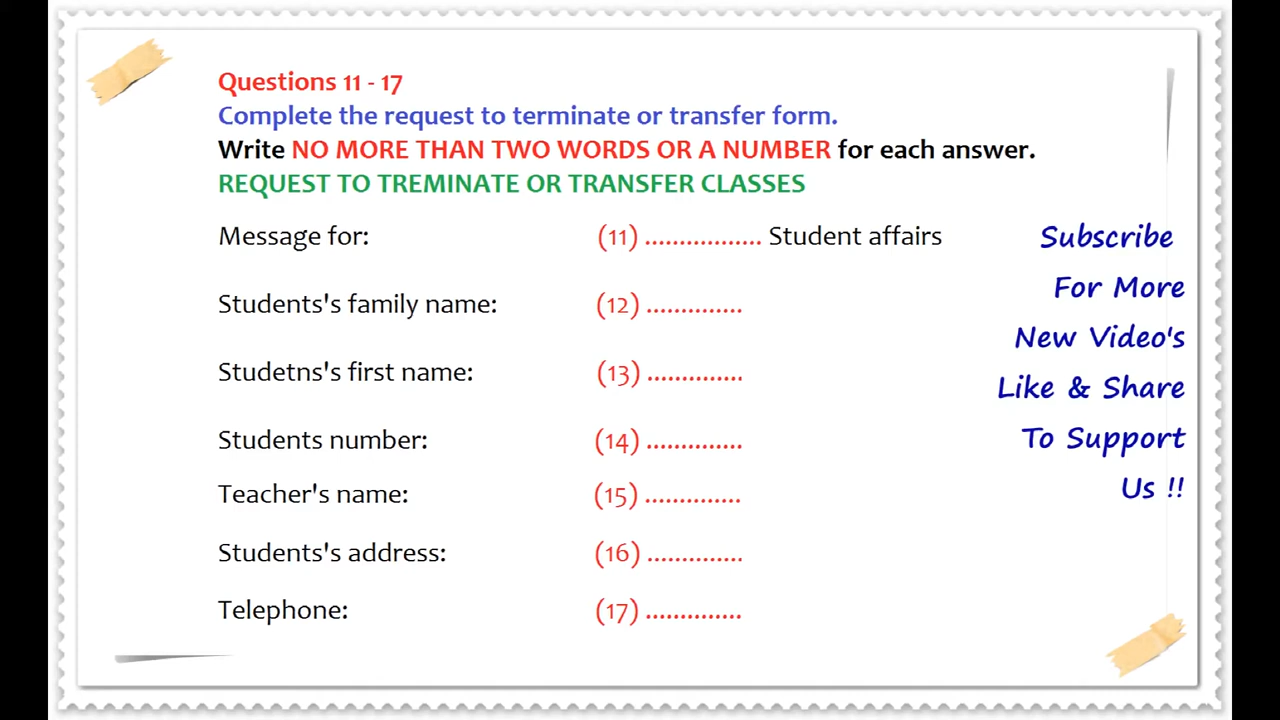 Questions 11 - 17
Complete the request to terminate or transfer form.
Write NO MORE THAN TWO WORDS OR A NUMBER for each answer.
REQUEST TO TREMINATE OR TRANSFER CLASSES
Message for: (11) ................. Student affairs
Students's family name: (12) ..............
Studetns's first name: (13) ..............
Students number: (14) ..............
Teacher's name: (15) ..............
Students's address: (16) ..............
Telephone: (17) ..............
Subscribe
For More
New Video's
Like & Share
To Support
Us !!